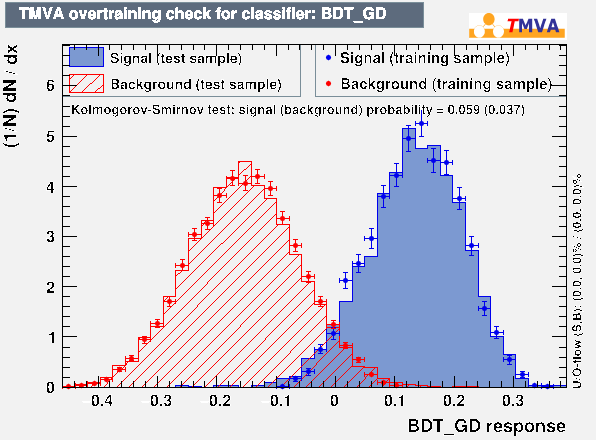 TMVA overtraining check for classifier: BDT_GD
TMVA
Signal (test sample)
Background (test sample)
Signal (training sample)
Background (training sample)
Kolmogorov-Smirnov test: signal (background) probability = 0.059 (0.037)
(1/N) dN / dx
6
5
4
3
2
1
0
−0.4 −0.3 −0.2 −0.1 0 0.1 0.2 0.3
BDT_GD response
U/O-flow (S,B): (0.0, 0.0)% / (0.0, 0.0)%